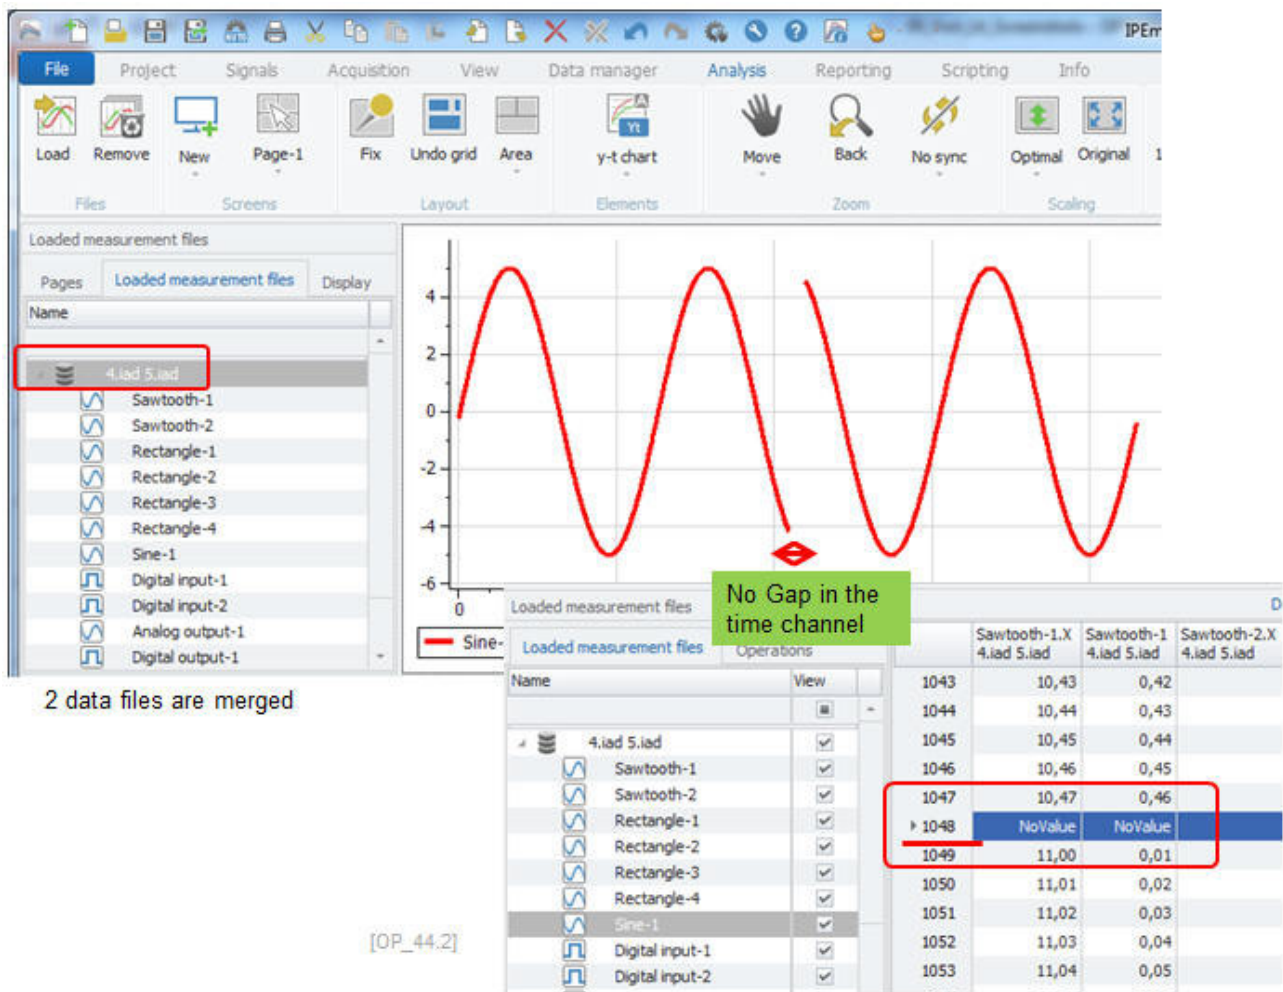 IPEm
File Project Signals Acquisition View Data manager Analysis Reporting Scripting Info
Load Remove New Page-1 Fix Undo grid Area y-t chart Move Back No sync Optimal Original 1
Files Screens Layout Elements Zoom Scaling
Loaded measurement files
Pages Loaded measurement files Display
Name
4.iad 5.iad
Sawtooth-1
Sawtooth-2
Rectangle-1
Rectangle-2
Rectangle-3
Rectangle-4
Sine-1
Digital input-1
Digital input-2
Analog output-1
Digital output-1
4
2
0
-2
-4
-6
0
Sine-
No Gap in the
time channel
2 data files are merged
Loaded measurement files
D
Loaded measurement files Operations
Name View
4.iad 5.iad
Sawtooth-1
Sawtooth-2
Rectangle-1
Rectangle-2
Rectangle-3
Rectangle-4
Sine-1
Digital input-1
Digital input-2
Sawtooth-1.X Sawtooth-1 Sawtooth-2.X
4.iad 5.iad 4.iad 5.iad 4.iad 5.iad
1043 10,43 0,42
1044 10,44 0,43
1045 10,45 0,44
1046 10,46 0,45
1047 10,47 0,46
1048 NoValue NoValue
1049 11,00 0,01
1050 11,01 0,02
1051 11,02 0,03
1052 11,03 0,04
1053 11,04 0,05
[OP_44.2]